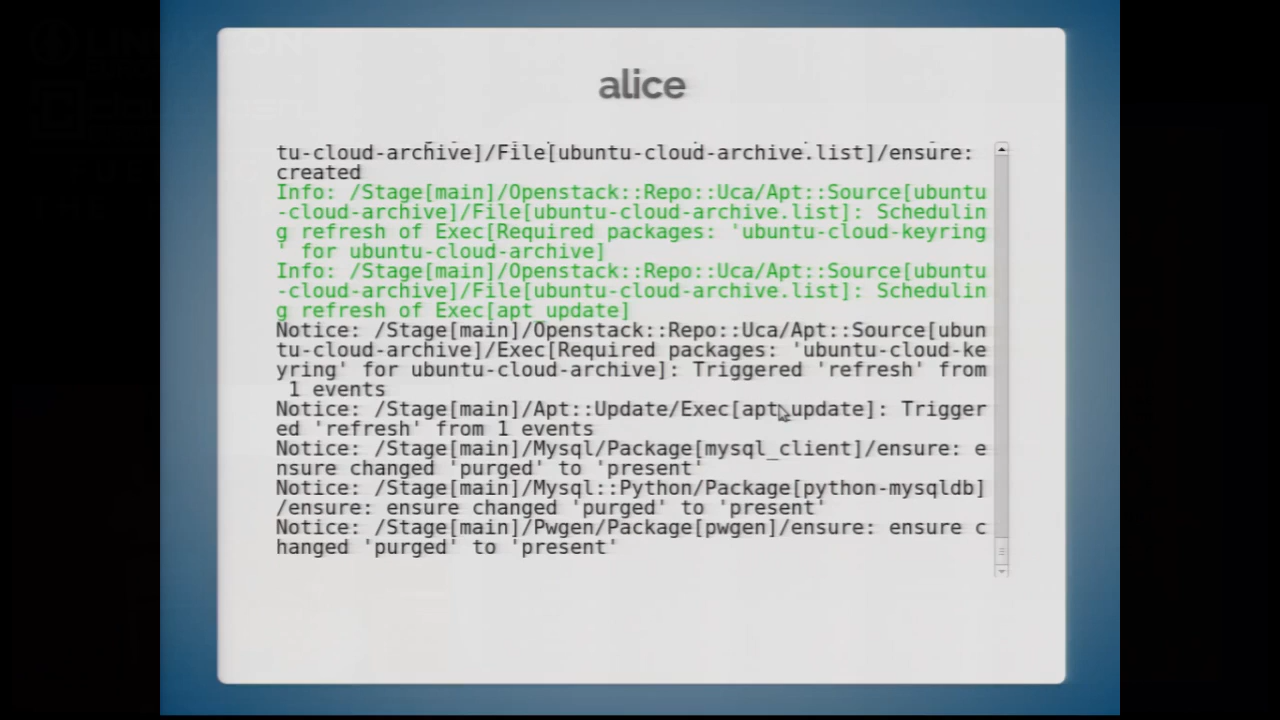 alice
tu-cloud-archive]/File[ubuntu-cloud-archive.list]/ensure:
created
Info: /Stage[main]/Openstack::Repo::Uca/Apt::Source[ubuntu
-cloud-archive]/File[ubuntu-cloud-archive.list]: Schedulin
g refresh of Exec[Required packages: 'ubuntu-cloud-keyring
' for ubuntu-cloud-archive]
Info: /Stage[main]/Openstack::Repo::Uca/Apt::Source[ubuntu
-cloud-archive]/File[ubuntu-cloud-archive.list]: Schedulin
g refresh of Exec[apt_update]
Notice: /Stage[main]/Openstack::Repo::Uca/Apt::Source[ubun
tu-cloud-archive]/Exec[Required packages: 'ubuntu-cloud-ke
yring' for ubuntu-cloud-archive]: Triggered 'refresh' from
1 events
Notice: /Stage[main]/Apt::Update/Exec[apt_update]: Trigger
ed 'refresh' from 1 events
Notice: /Stage[main]/Mysql/Package[mysql_client]/ensure: e
nsure changed 'purged' to 'present'
Notice: /Stage[main]/Mysql::Python/Package[python-mysqldb]
/ensure: ensure changed 'purged' to 'present'
Notice: /Stage[main]/Pwgen/Package[pwgen]/ensure: ensure c
hanged 'purged' to 'present'